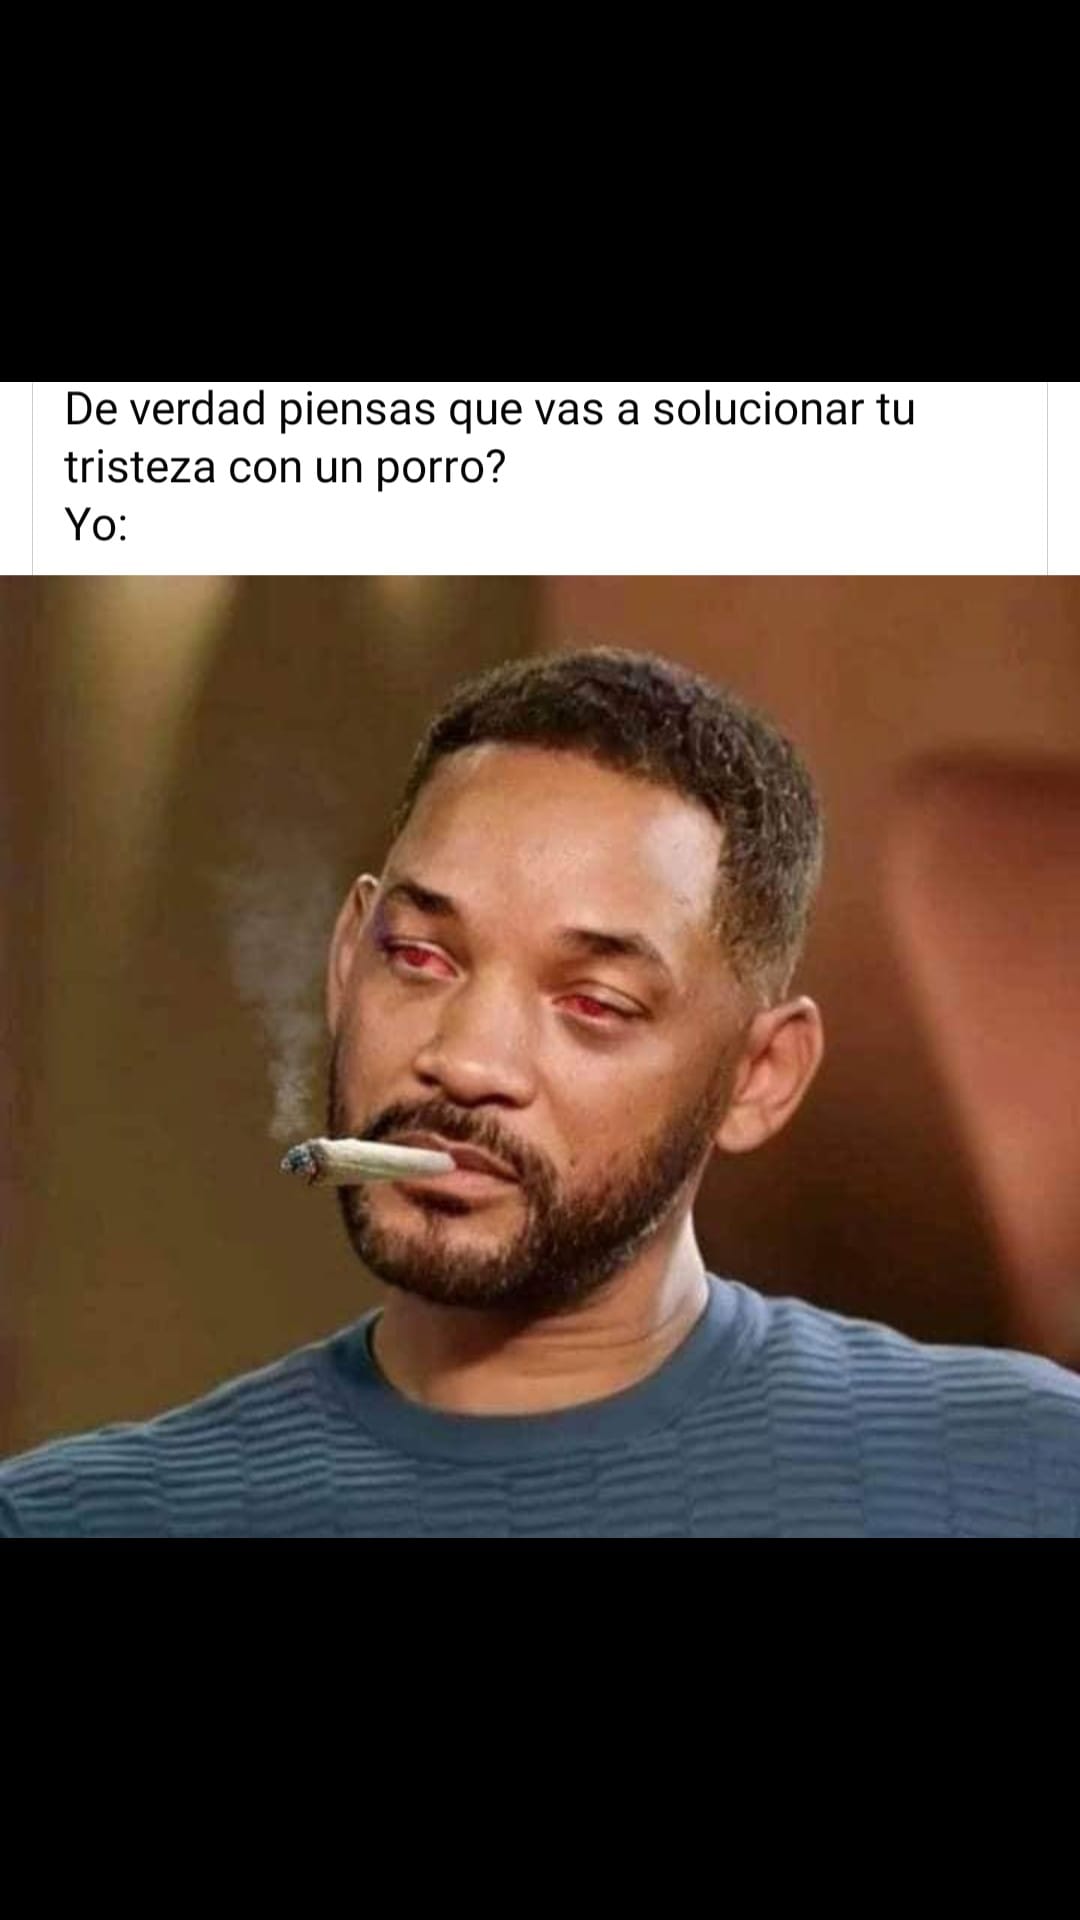 De verdad piensas que vas a solucionar tu
tristeza con un porro?
Yo: